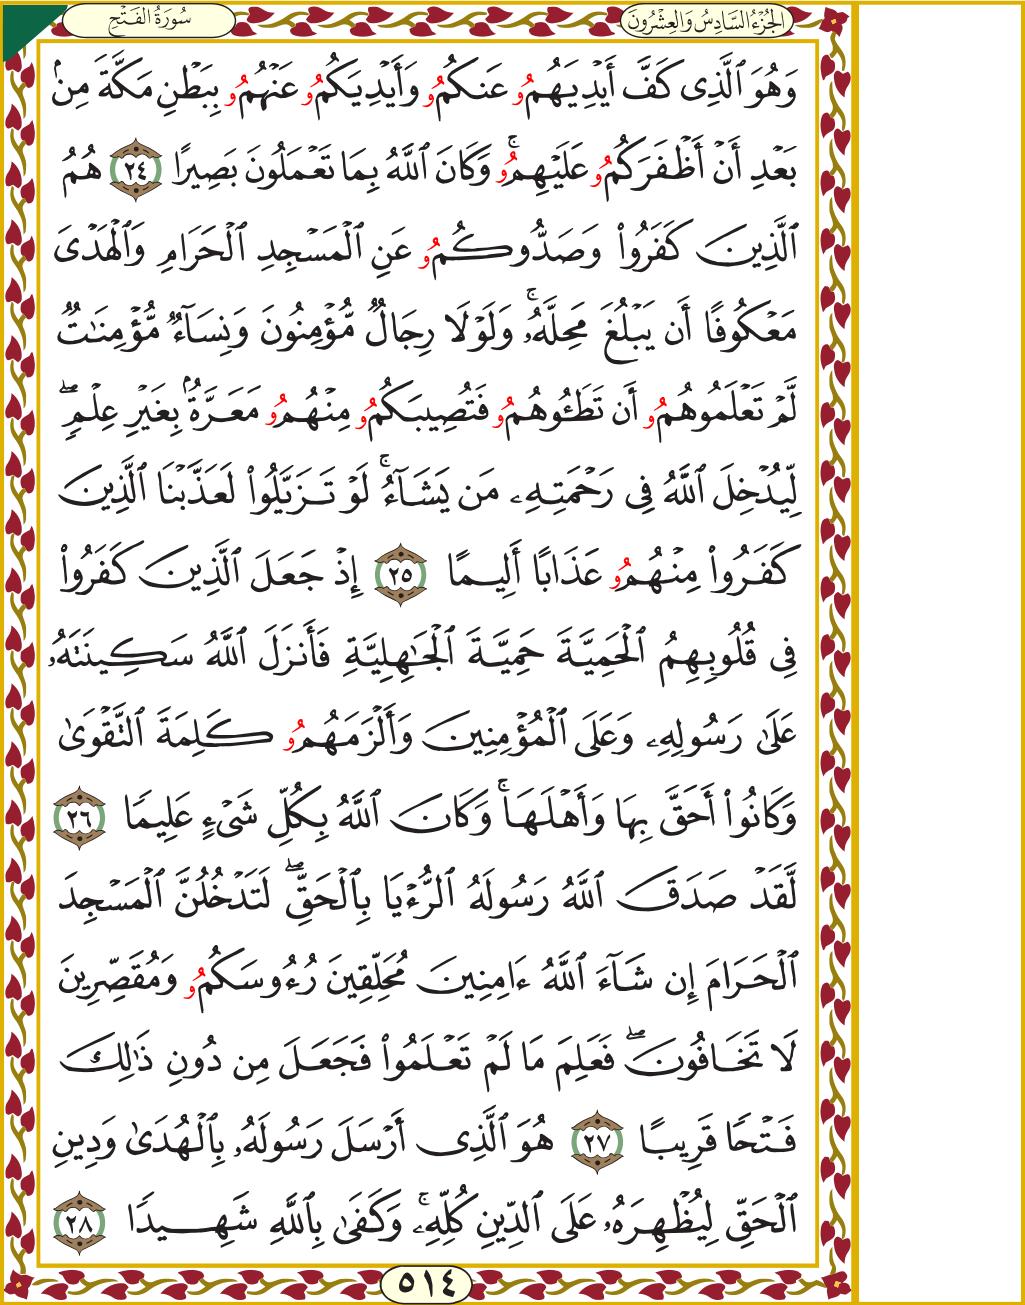 الجُزْءُ السَّادِسُ وَالعِشْرُونَ
سُورَةُ الفَتْحِ
وَهُوَ ٱلَّذِى كَفَّ أَيْدِيَهُمُۥ عَنكُمُۥ وَأَيْدِيَكُمُۥ عَنْهُمُۥ بِبَطْنِ مَكَّةَ مِنۢ
بَعْدِ أَنْ أَظْفَرَكُمُۥ عَلَيْهِمُۥۚ وَكَانَ ٱللَّهُ بِمَا تَعْمَلُونَ بَصِيرًا ٢٤ هُمُ
ٱلَّذِينَ كَفَرُوا۟ وَصَدُّوكُمُۥ عَنِ ٱلْمَسْجِدِ ٱلْحَرَامِ وَٱلْهَدْىَ
مَعْكُوفًا أَن يَبْلُغَ مَحِلَّهُۥۚ وَلَوْلَا رِجَالٌ مُّؤْمِنُونَ وَنِسَآءٌ مُّؤْمِنَـٰتٌ
لَّمْ تَعْلَمُوهُمُۥ أَن تَطَـُٔوهُمُۥ فَتُصِيبَكُمُۥ مِنْهُمُۥ مَعَرَّةٌۢ بِغَيْرِ عِلْمٍۖ
لِّيُدْخِلَ ٱللَّهُ فِى رَحْمَتِهِۦ مَن يَشَآءُۚ لَوْ تَزَيَّلُوا۟ لَعَذَّبْنَا ٱلَّذِينَ
كَفَرُوا۟ مِنْهُمُۥ عَذَابًا أَلِيمًا ٢٥ إِذْ جَعَلَ ٱلَّذِينَ كَفَرُوا۟
فِى قُلُوبِهِمُ ٱلْحَمِيَّةَ حَمِيَّةَ ٱلْجَـٰهِلِيَّةِ فَأَنزَلَ ٱللَّهُ سَكِينَتَهُۥ
عَلَىٰ رَسُولِهِۦ وَعَلَى ٱلْمُؤْمِنِينَ وَأَلْزَمَهُمُۥ كَلِمَةَ ٱلتَّقْوَىٰ
وَكَانُوٓا۟ أَحَقَّ بِهَا وَأَهْلَهَاۚ وَكَانَ ٱللَّهُ بِكُلِّ شَىْءٍ عَلِيمًا ٢٦
لَّقَدْ صَدَقَ ٱللَّهُ رَسُولَهُ ٱلرُّءْيَا بِٱلْحَقِّۖ لَتَدْخُلُنَّ ٱلْمَسْجِدَ
ٱلْحَرَامَ إِن شَآءَ ٱللَّهُ ءَامِنِينَ مُحَلِّقِينَ رُءُوسَكُمُۥ وَمُقَصِّرِينَ
لَا تَخَافُونَۖ فَعَلِمَ مَا لَمْ تَعْلَمُوا۟ فَجَعَلَ مِن دُونِ ذَٰلِكَ
فَتْحًا قَرِيبًا ٢٧ هُوَ ٱلَّذِىٓ أَرْسَلَ رَسُولَهُۥ بِٱلْهُدَىٰ وَدِينِ
ٱلْحَقِّ لِيُظْهِرَهُۥ عَلَى ٱلدِّينِ كُلِّهِۦۚ وَكَفَىٰ بِٱللَّهِ شَهِيدًا ٢٨
٥١٤